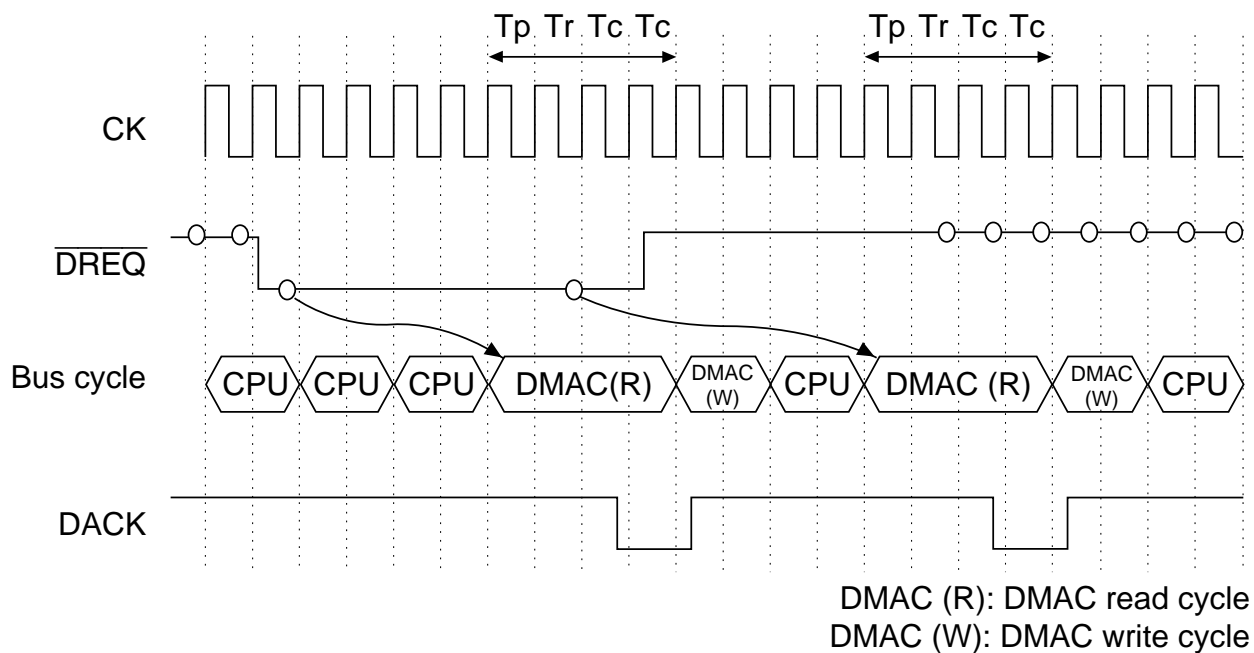 Tp Tr Tc Tc Tp Tr Tc Tc
CK
DREQ
Bus cycle CPU CPU CPU DMAC(R) DMAC (W) CPU DMAC (R) DMAC (W) CPU
DACK
DMAC (R): DMAC read cycle
DMAC (W): DMAC write cycle